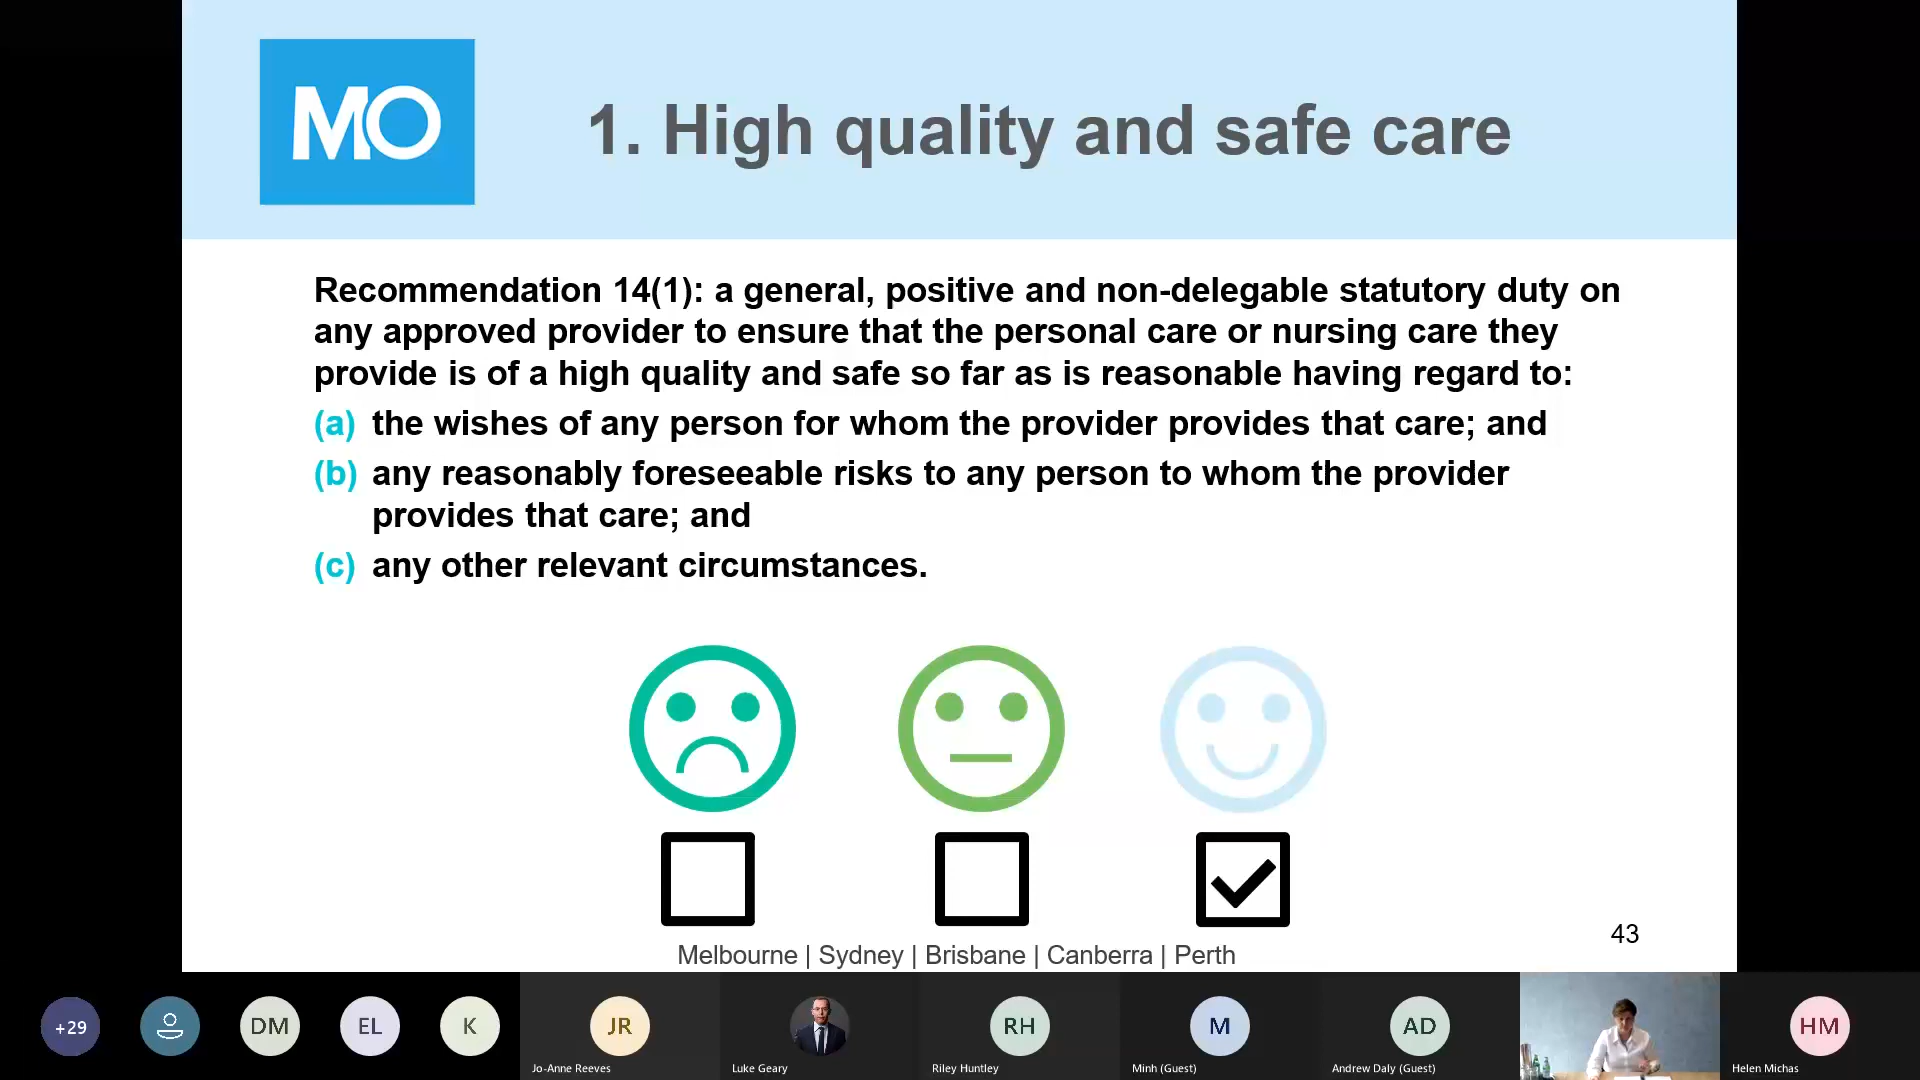 MO
1. High quality and safe care
Recommendation 14(1): a general, positive and non-delegable statutory duty on
any approved provider to ensure that the personal care or nursing care they
provide is of a high quality and safe so far as is reasonable having regard to:
(a) the wishes of any person for whom the provider provides that care; and
(b) any reasonably foreseeable risks to any person to whom the provider
provides that care; and
(c) any other relevant circumstances.
43
Melbourne | Sydney | Brisbane | Canberra | Perth
+29
DM
EL
K
JR
RH
M
AD
HM
Jo-Anne Reeves
Luke Geary
Riley Huntley
Minh (Guest)
Andrew Daly (Guest)
Helen Michas